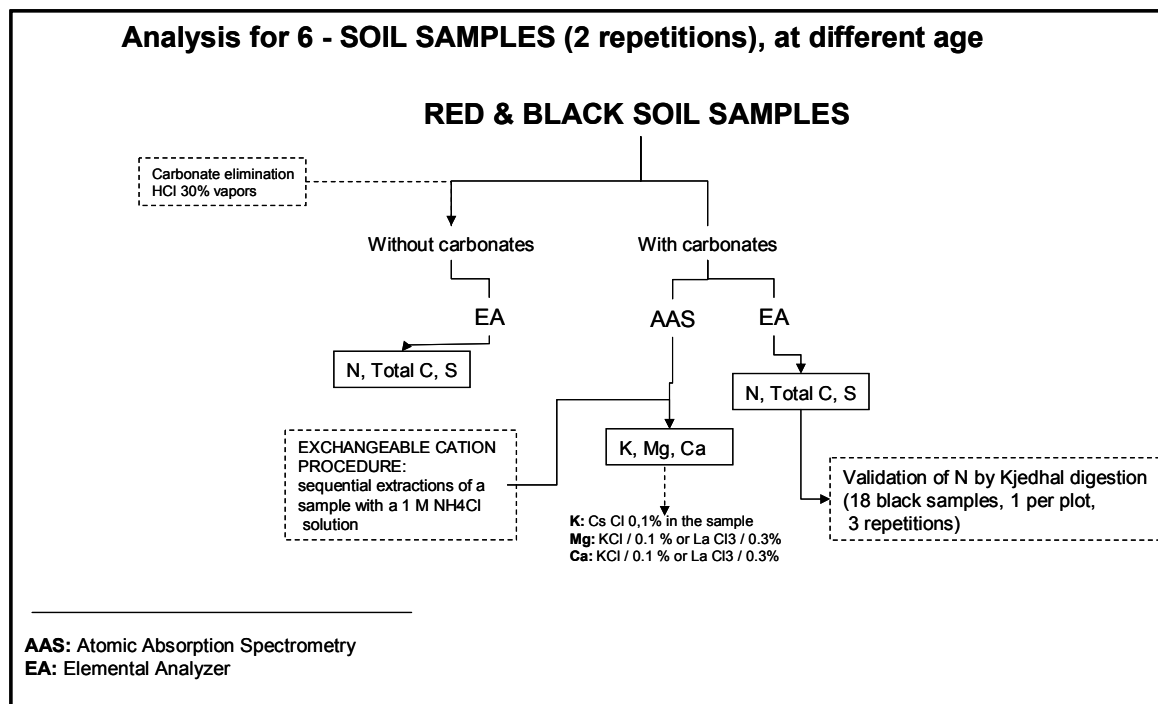 Analysis for 6 - SOIL SAMPLES (2 repetitions), at different age
RED & BLACK SOIL SAMPLES
Carbonate elimination
HCl 30% vapors
Without carbonates
With carbonates
EA
AAS
EA
N, Total C, S
N, Total C, S
EXCHANGEABLE CATION
PROCEDURE:
sequential extractions of a
sample with a 1 M NH4Cl
solution
K, Mg, Ca
Validation of N by Kjedhal digestion
(18 black samples, 1 per plot,
3 repetitions)
K: Cs Cl 0,1% in the sample
Mg: KCl / 0.1 % or La Cl3 / 0.3%
Ca: KCl / 0.1 % or La Cl3 / 0.3%
AAS: Atomic Absorption Spectrometry
EA: Elemental Analyzer